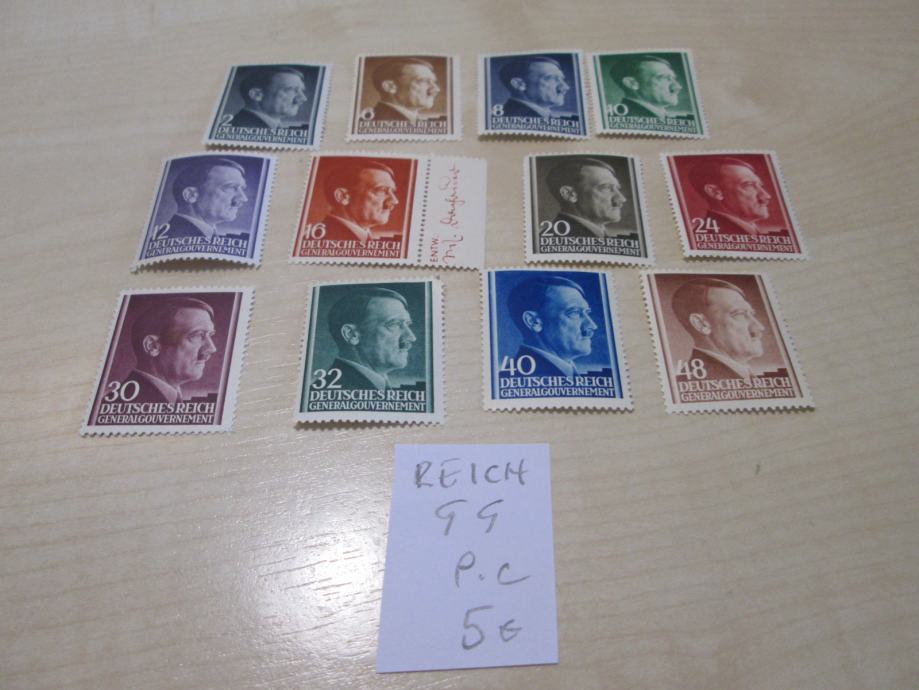 2
DEUTSCHES REICH
GENERALGOUVERNEMENT
6
DEUTSCHES REICH
GENERALGOUVERNEMENT
8
DEUTSCHES REICH
GENERALGOUVERNEMENT
10
DEUTSCHES REICH
GENERALGOUVERNEMENT
12
DEUTSCHES REICH
GENERALGOUVERNEMENT
16
DEUTSCHES REICH
GENERALGOUVERNEMENT
ENTW:
20
DEUTSCHES REICH
GENERALGOUVERNEMENT
24
DEUTSCHES REICH
GENERALGOUVERNEMENT
30
DEUTSCHES REICH
GENERALGOUVERNEMENT
32
DEUTSCHES REICH
GENERALGOUVERNEMENT
40
DEUTSCHES REICH
GENERALGOUVERNEMENT
48
DEUTSCHES REICH
GENERALGOUVERNEMENT
REICH
GG
P.C
5€